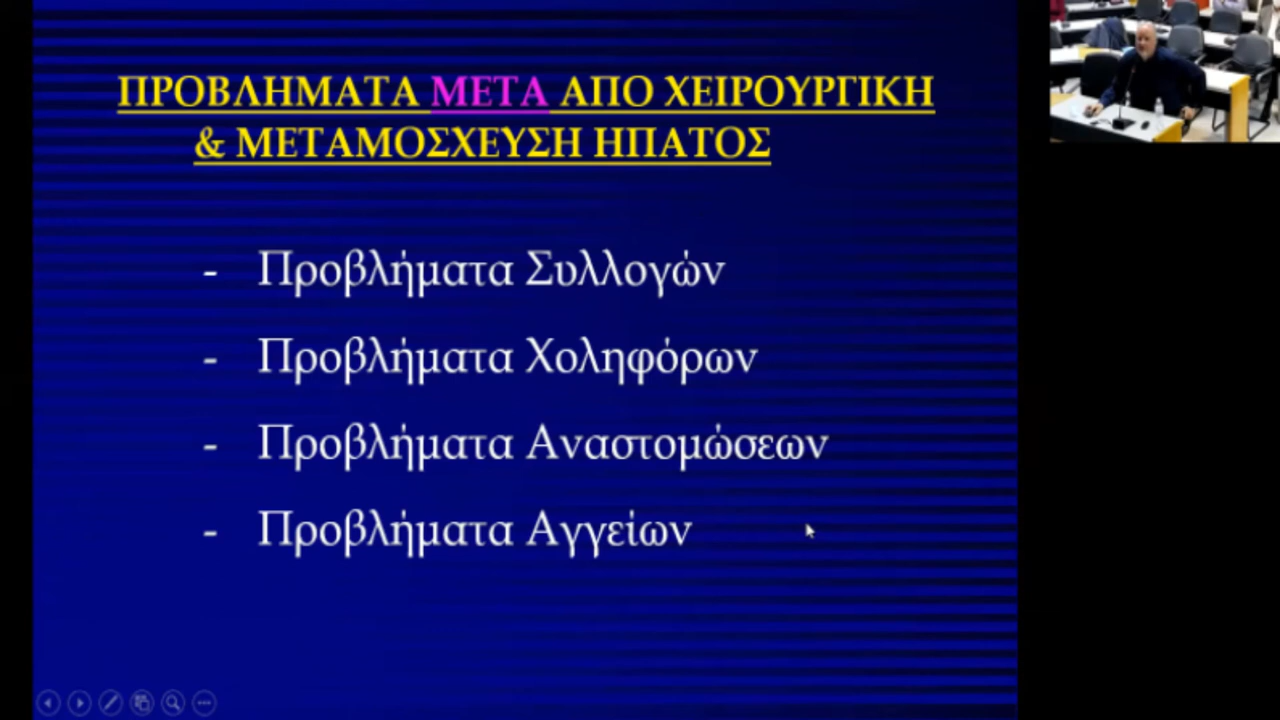 ΠΡΟΒΛΗΜΑΤΑ ΜΕΤΑ ΑΠΟ ΧΕΙΡΟΥΡΓΙΚΗ
& ΜΕΤΑΜΟΣΧΕΥΣΗ ΗΠΑΤΟΣ
- Προβλήματα Συλλογών
- Προβλήματα Χοληφόρων
- Προβλήματα Αναστομώσεων
- Προβλήματα Αγγείων